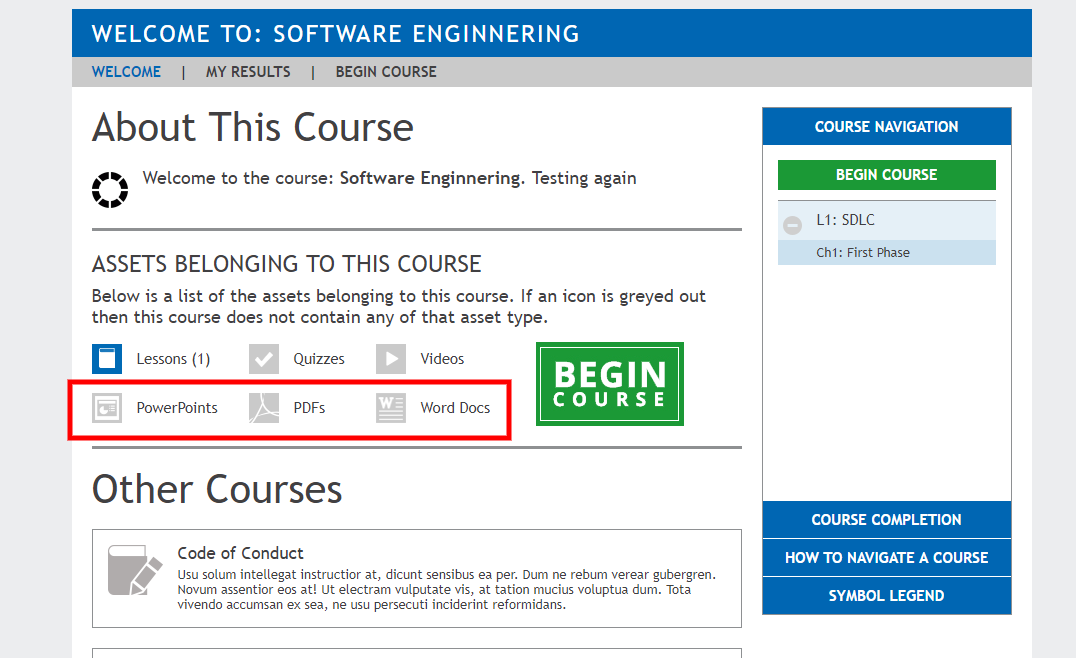 WELCOME TO: SOFTWARE ENGINNERING
WELCOME | MY RESULTS | BEGIN COURSE
About This Course
Welcome to the course: Software Enginnering. Testing again
ASSETS BELONGING TO THIS COURSE
Below is a list of the assets belonging to this course. If an icon is greyed out
then this course does not contain any of that asset type.
Lessons (1) Quizzes Videos
PowerPoints PDFs Word Docs
BEGIN
COURSE
Other Courses
Code of Conduct
Usu solum intellegat instructior at, dicunt sensibus ea per. Dum ne rebum verear gubergren.
Novum assentior eos at! Ut electram vulputate vis, at tation mucius voluptua dum. Tota
vivendo accumsan ex sea, ne usu persecuti inciderint reformidans.
COURSE NAVIGATION
BEGIN COURSE
L1: SDLC
Ch1: First Phase
COURSE COMPLETION
HOW TO NAVIGATE A COURSE
SYMBOL LEGEND